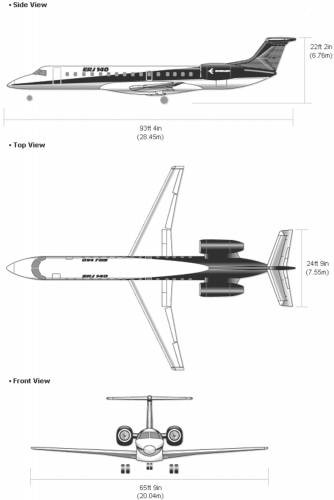 • Side View
ERJ 140
EMBRAER
22ft 2in
(6.76m)
93ft 4in
(28.45m)
• Top View
ERJ 140
24ft 9in
(7.55m)
ERJ 140
• Front View
65ft 9in
(20.04m)